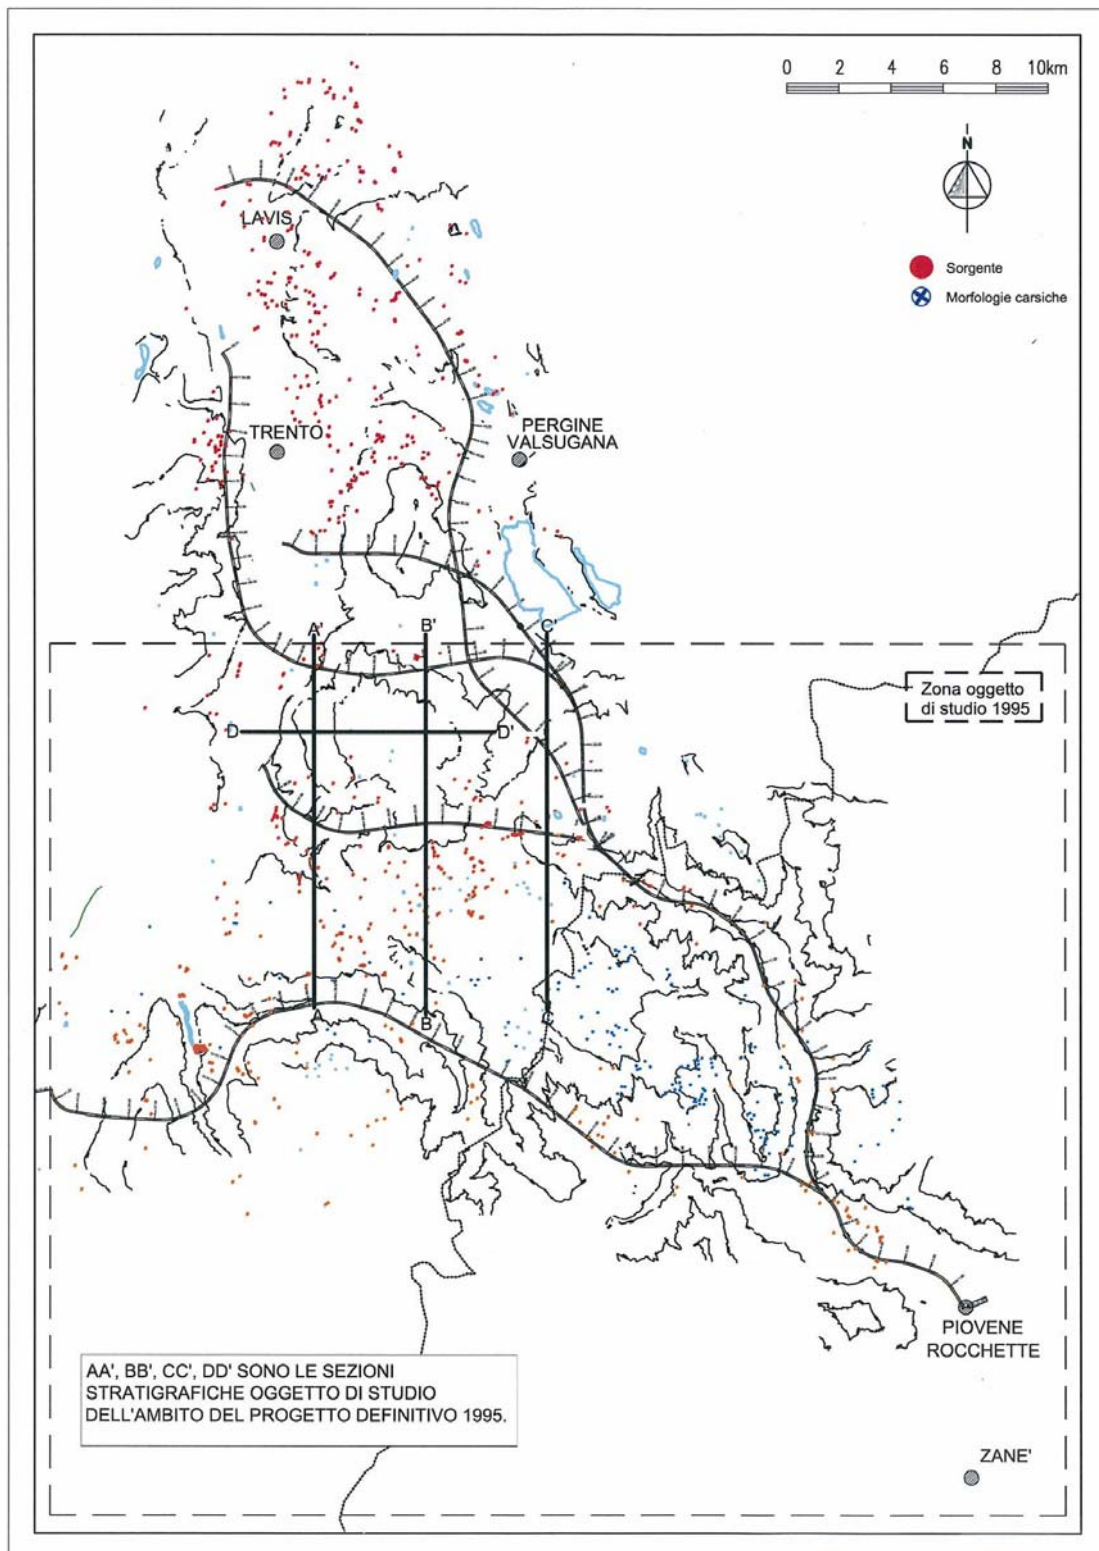 0 2 4 6 8 10km
N
Sorgente
Morfologie carsiche
LAVIS
TRENTO
PERGINE
VALSUGANA
A'
B'
C'
Zona oggetto
di studio 1995
D
D'
A
B
C
PIOVENE
ROCCHETTE
AA', BB', CC', DD' SONO LE SEZIONI
STRATIGRAFICHE OGGETTO DI STUDIO
DELL'AMBITO DEL PROGETTO DEFINITIVO 1995.
ZANE'